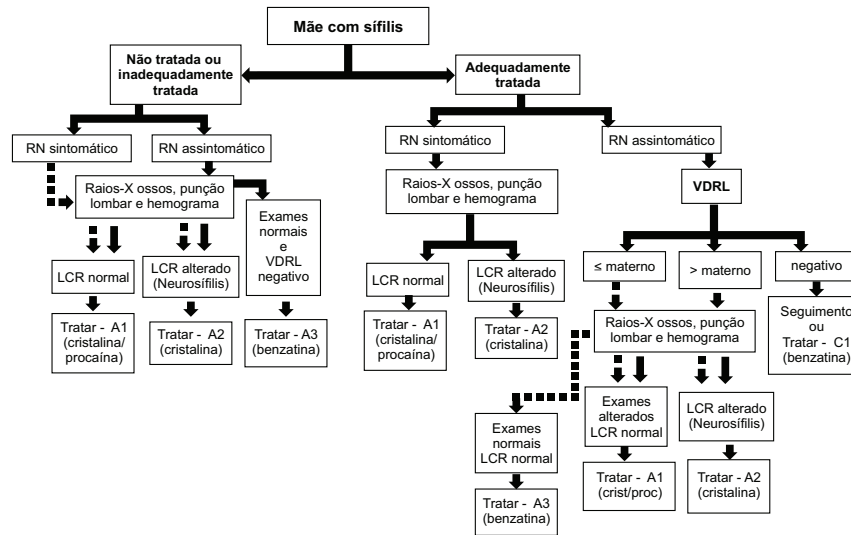 Mãe com sífilis
Não tratada ou
inadequadamente
tratada
Adequadamente
tratada
RN sintomático
RN assintomático
RN sintomático
RN assintomático
Raios-X ossos, punção
lombar e hemograma
Exames
normais
e
VDRL
negativo
Raios-X ossos, punção
lombar e hemograma
VDRL
LCR normal
LCR alterado
(Neurosífilis)
LCR normal
LCR alterado
(Neurosífilis)
≤ materno
> materno
negativo
Tratar - A1
(cristalina/
procaína)
Tratar - A2
(cristalina)
Tratar - A3
(benzatina)
Tratar - A1
(cristalina/
procaína)
Tratar - A2
(cristalina)
Raios-X ossos, punção
lombar e hemograma
Seguimento
ou
Tratar - C1
(benzatina)
Exames
normais
LCR normal
Exames
alterados
LCR normal
LCR alterado
(Neurosífilis)
Tratar - A3
(benzatina)
Tratar - A1
(crist/proc)
Tratar - A2
(cristalina)